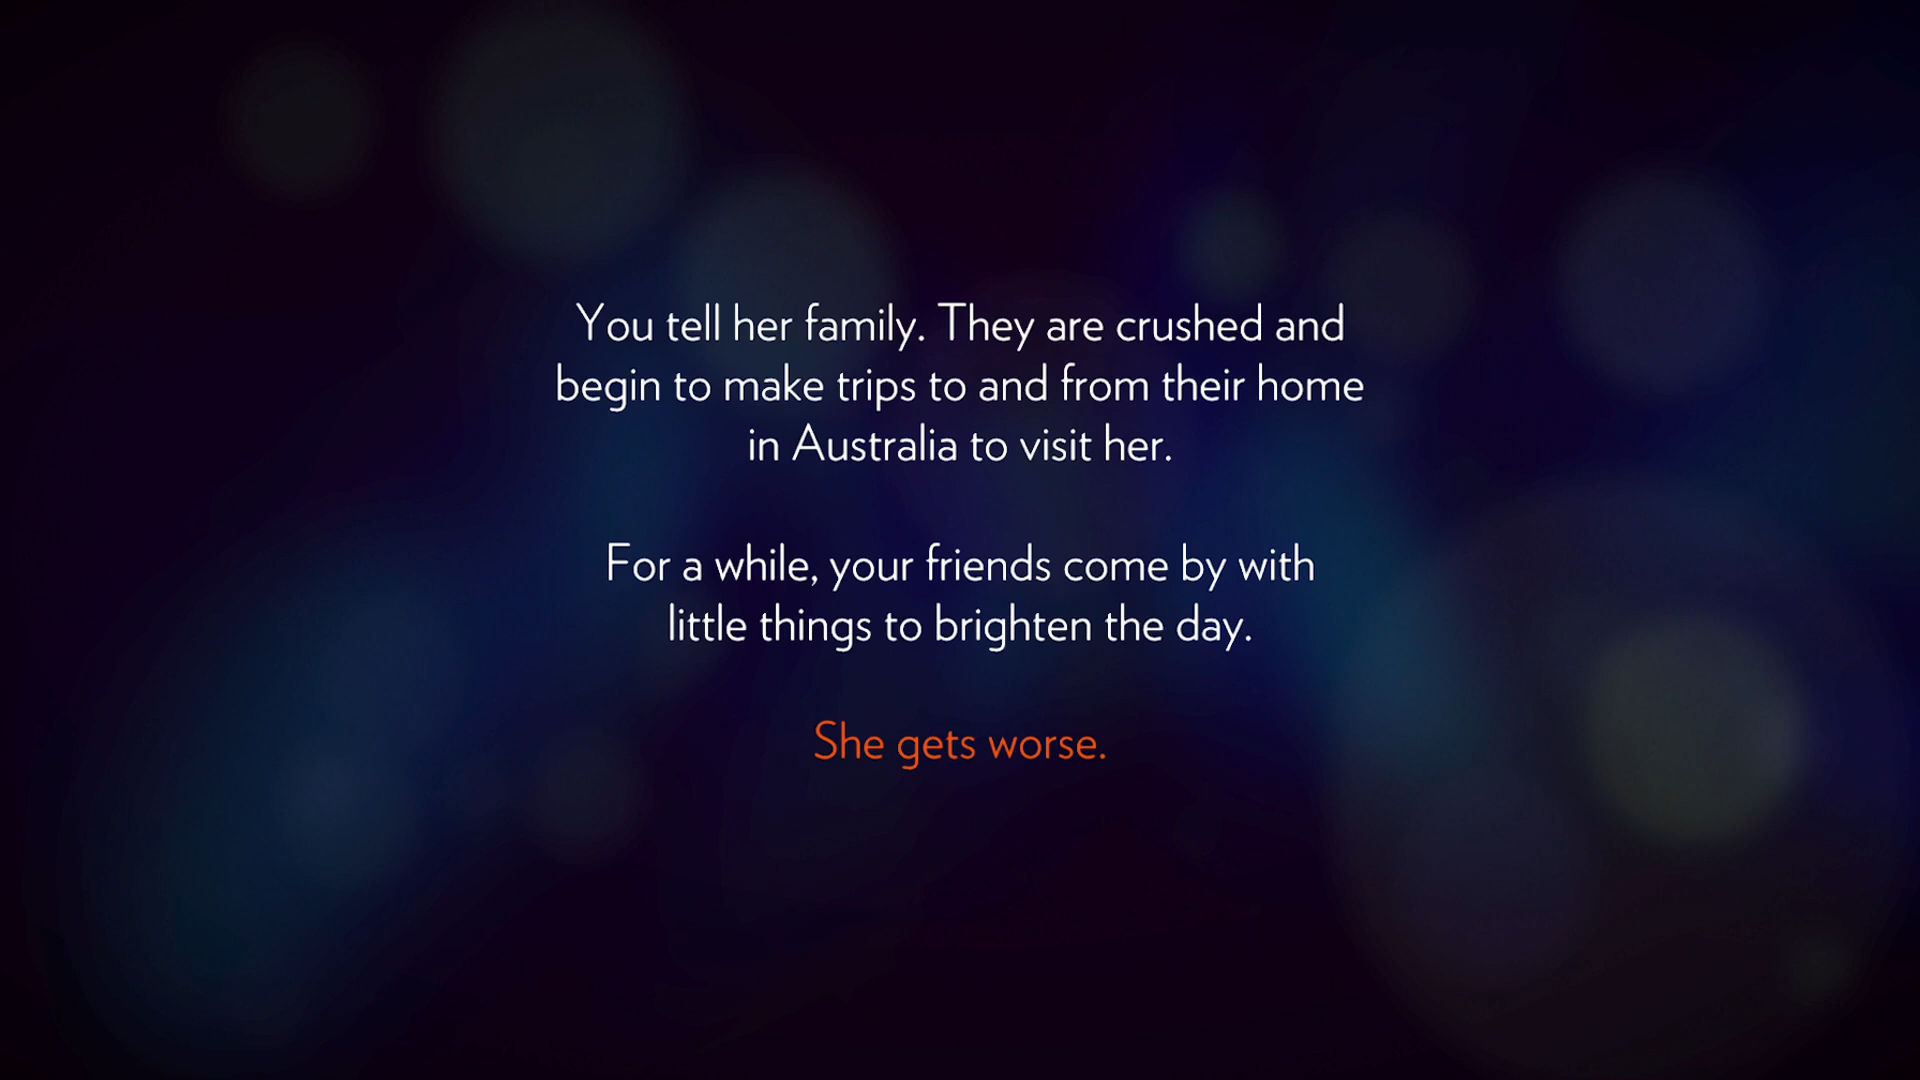 You tell her family. They are crushed and
begin to make trips to and from their home
in Australia to visit her.
For a while, your friends come by with
little things to brighten the day.
She gets worse.